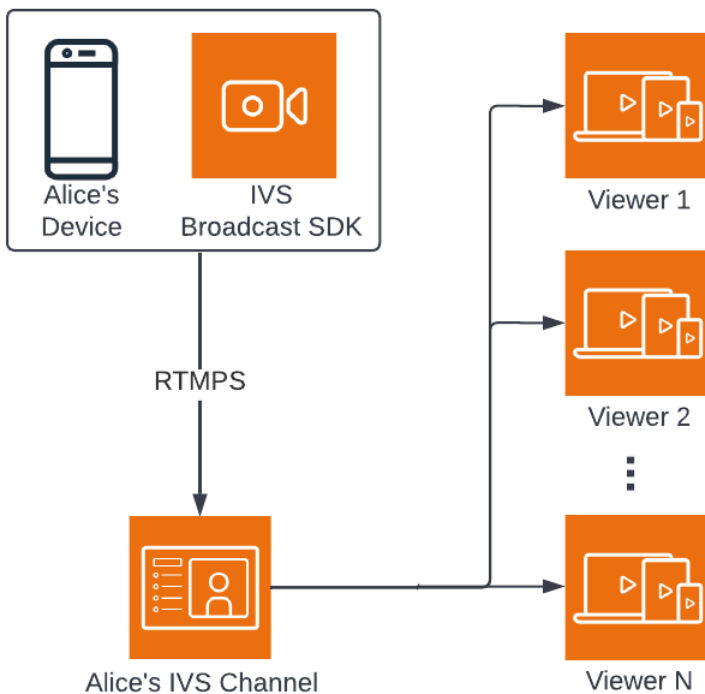 Alice's
Device
IVS
Broadcast SDK
Viewer 1
RTMPS
Viewer 2
Alice's IVS Channel
Viewer N